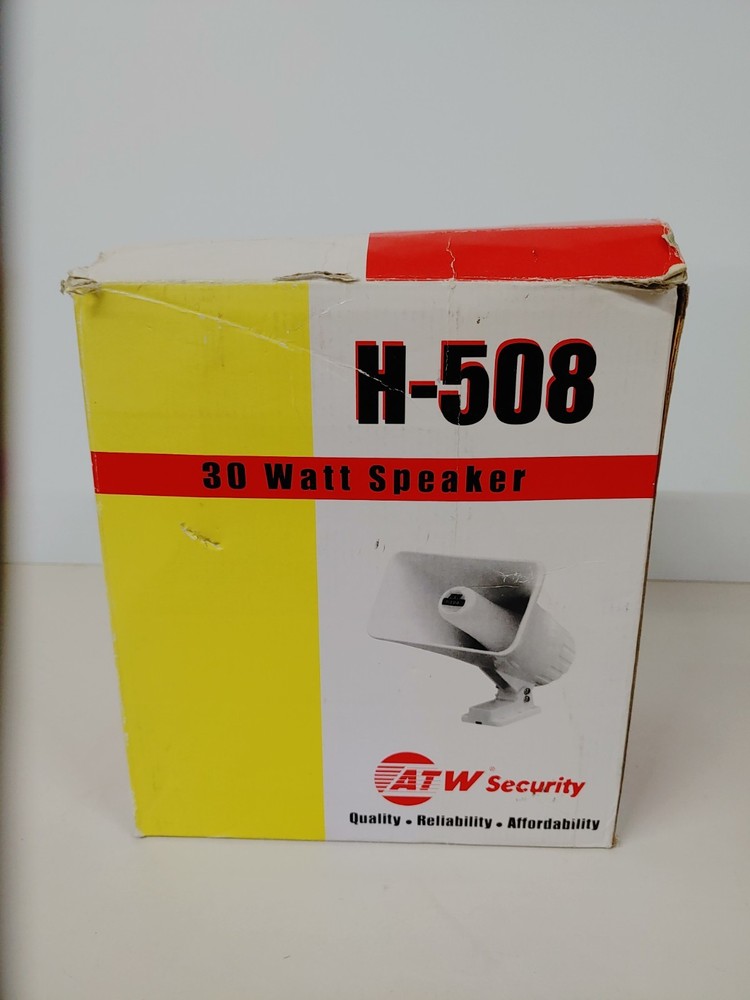 H-508
30 Watt Speaker
ATW Security
Quality • Reliability • Affordability